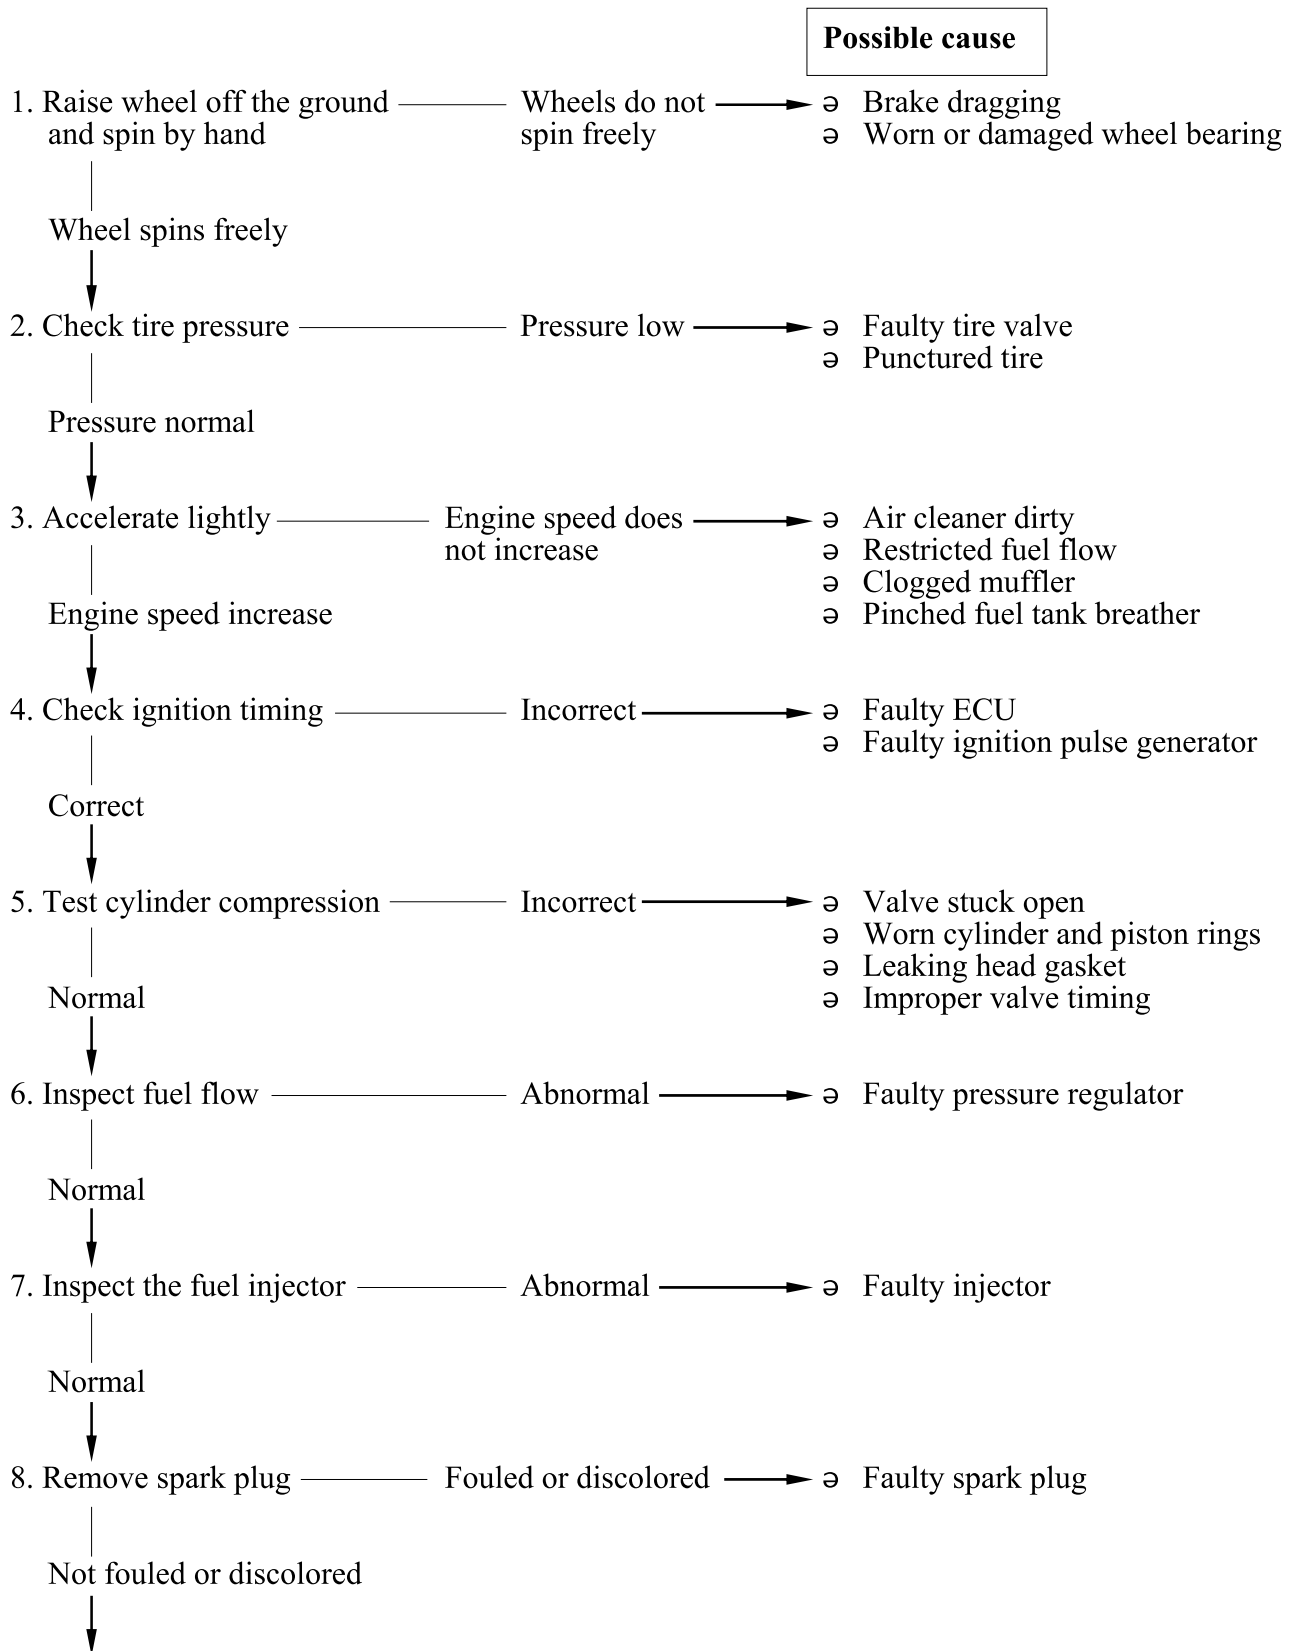 Possible cause
1. Raise wheel off the ground Wheels do not ə Brake dragging
and spin by hand spin freely ə Worn or damaged wheel bearing
Wheel spins freely
2. Check tire pressure Pressure low ə Faulty tire valve
ə Punctured tire
Pressure normal
3. Accelerate lightly Engine speed does ə Air cleaner dirty
not increase ə Restricted fuel flow
ə Clogged muffler
Engine speed increase ə Pinched fuel tank breather
4. Check ignition timing Incorrect ə Faulty ECU
ə Faulty ignition pulse generator
Correct
5. Test cylinder compression Incorrect ə Valve stuck open
ə Worn cylinder and piston rings
ə Leaking head gasket
Normal ə Improper valve timing
6. Inspect fuel flow Abnormal ə Faulty pressure regulator
Normal
7. Inspect the fuel injector Abnormal ə Faulty injector
Normal
8. Remove spark plug Fouled or discolored ə Faulty spark plug
Not fouled or discolored